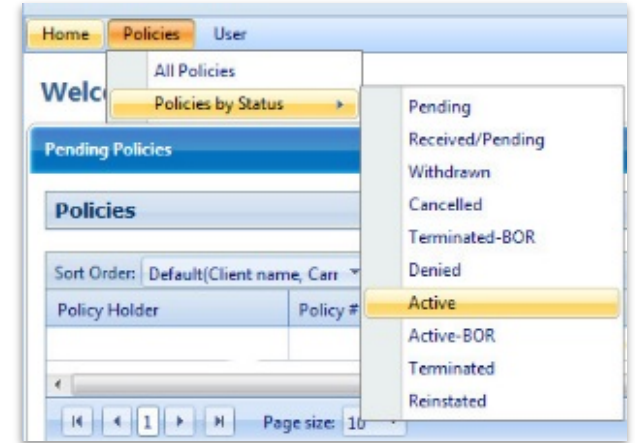 Home Policies User
All Policies
Welc
Policies by Status
Pending
Received/Pending
Withdrawn
Cancelled
Terminated-BOR
Denied
Active
Active-BOR
Terminated
Reinstated
Pending Policies
Policies
Sort Order: Default(Client name, Carr
Policy Holder Policy #
1 Page size: 10